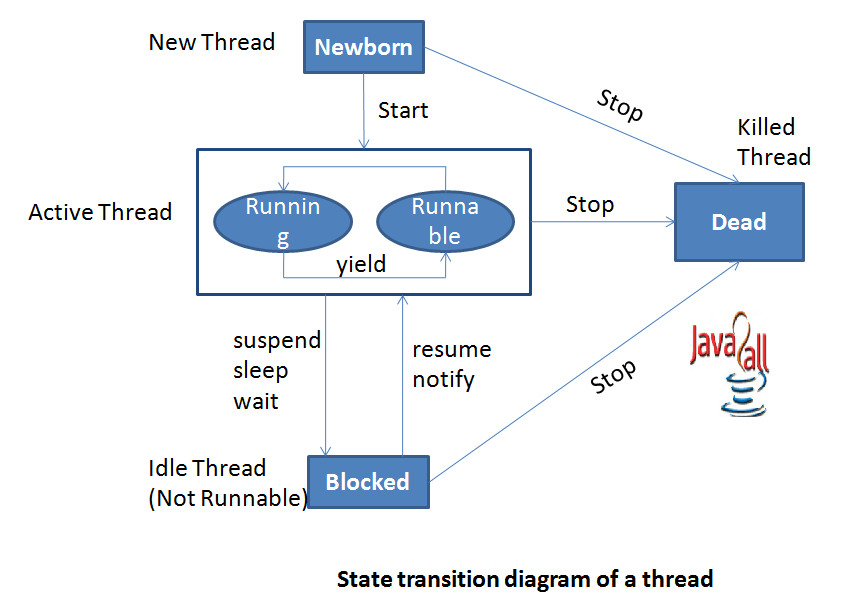 New Thread
Newborn
Stop
Start
Killed
Thread
Active Thread
Runnin
g
Runna
ble
yield
Stop
Dead
suspend
sleep
wait
resume
notify
Java2all
Stop
Idle Thread
(Not Runnable)
Blocked
State transition diagram of a thread